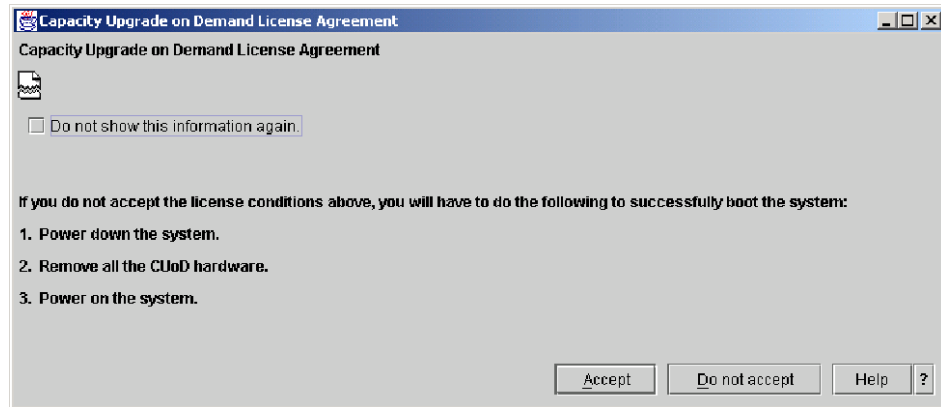 Capacity Upgrade on Demand License Agreement
Capacity Upgrade on Demand License Agreement
Do not show this information again.
If you do not accept the license conditions above, you will have to do the following to successfully boot the system:
1. Power down the system.
2. Remove all the CUoD hardware.
3. Power on the system.
Accept Do not accept Help ?